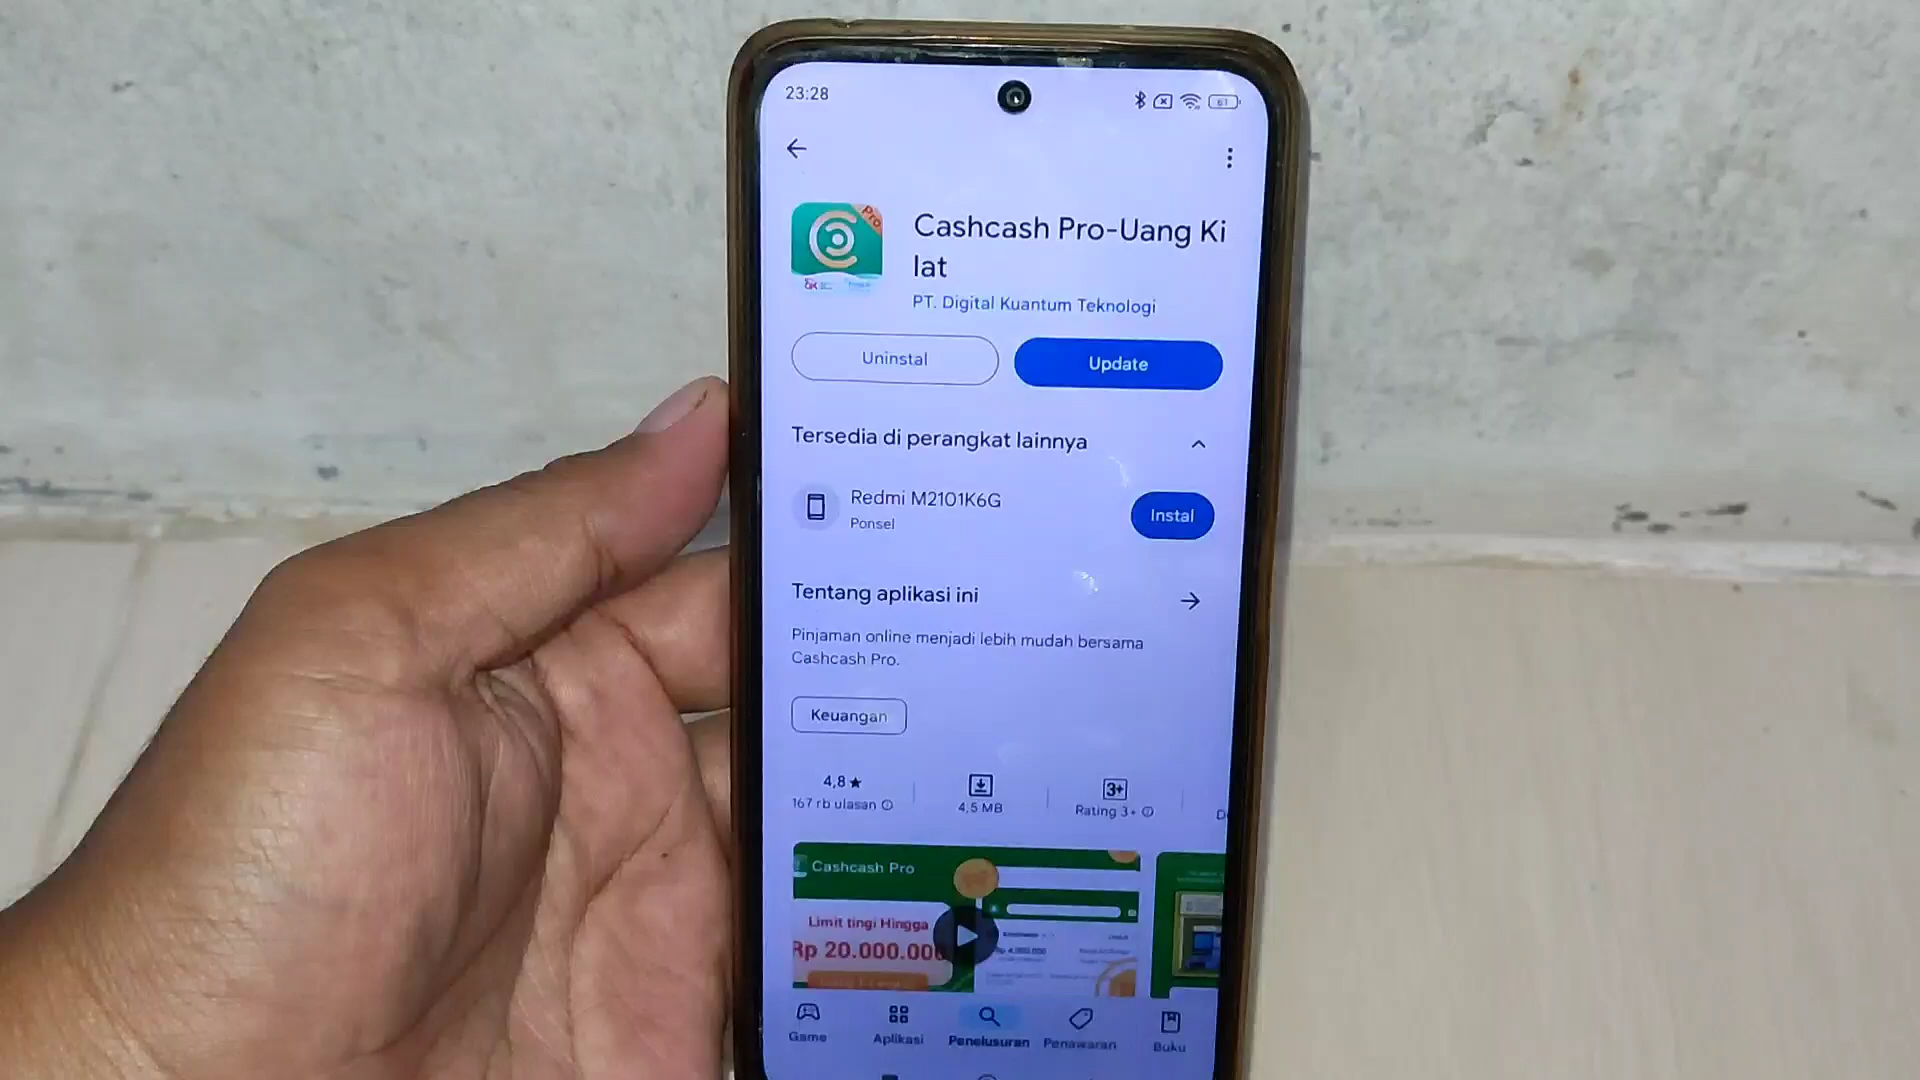 23:28
61
Pro
Cashcash Pro-Uang Ki
lat
PT. Digital Kuantum Teknologi
Uninstal
Update
Tersedia di perangkat lainnya
Redmi M2101K6G
Ponsel
Instal
Tentang aplikasi ini
Pinjaman online menjadi lebih mudah bersama
Cashcash Pro.
Keuangan
4,8★
167 rb ulasan
4,5 MB
3+
Rating 3+
Cashcash Pro
Limit tingi Hingga
Rp 20.000.000
Game
Aplikasi
Penelusuran
Penawaran
Buku